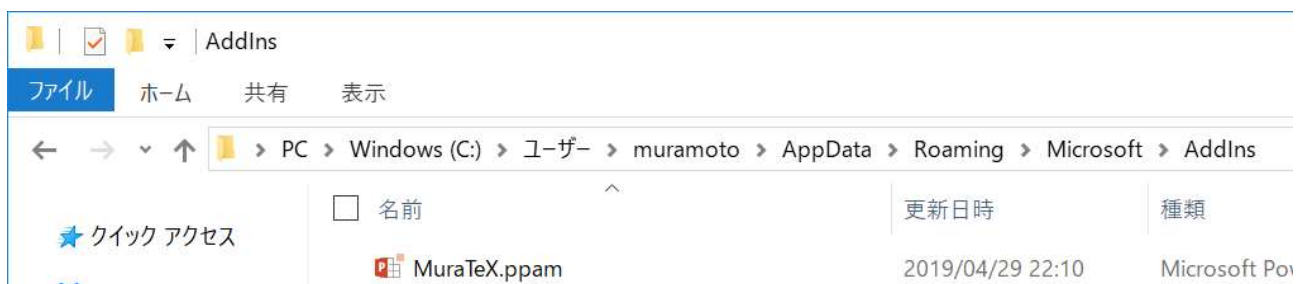 AddIns
ファイル ホーム 共有 表示
PC > Windows (C:) > ユーザー > muramoto > AppData > Roaming > Microsoft > AddIns
名前 更新日時 種類
クイック アクセス
MuraTeX.ppam 2019/04/29 22:10 Microsoft